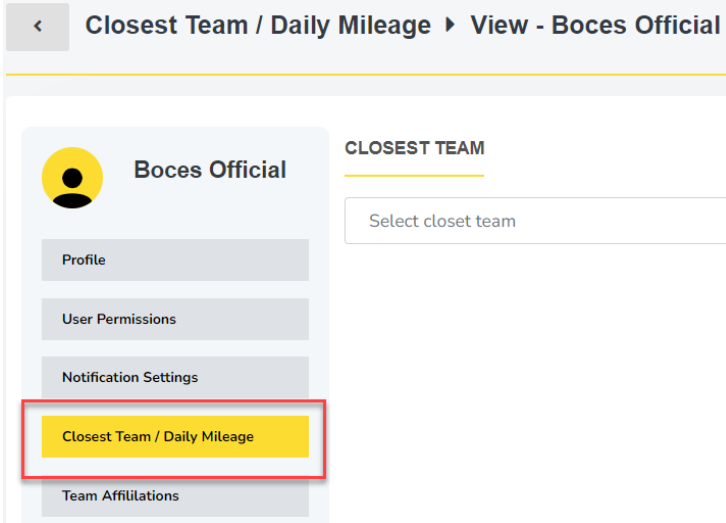 Closest Team / Daily Mileage ▸ View - Boces Official
Boces Official
Profile
User Permissions
Notification Settings
Closest Team / Daily Mileage
Team Affililations
CLOSEST TEAM
Select closet team